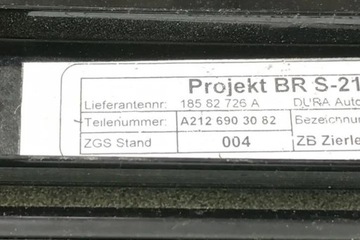 Projekt BR S-21
Lieferantennr: 185 82 726 A DURA Auto
Teilenummer: A212 690 30 82 Bezeichnu
ZGS Stand 004 ZB Zierle